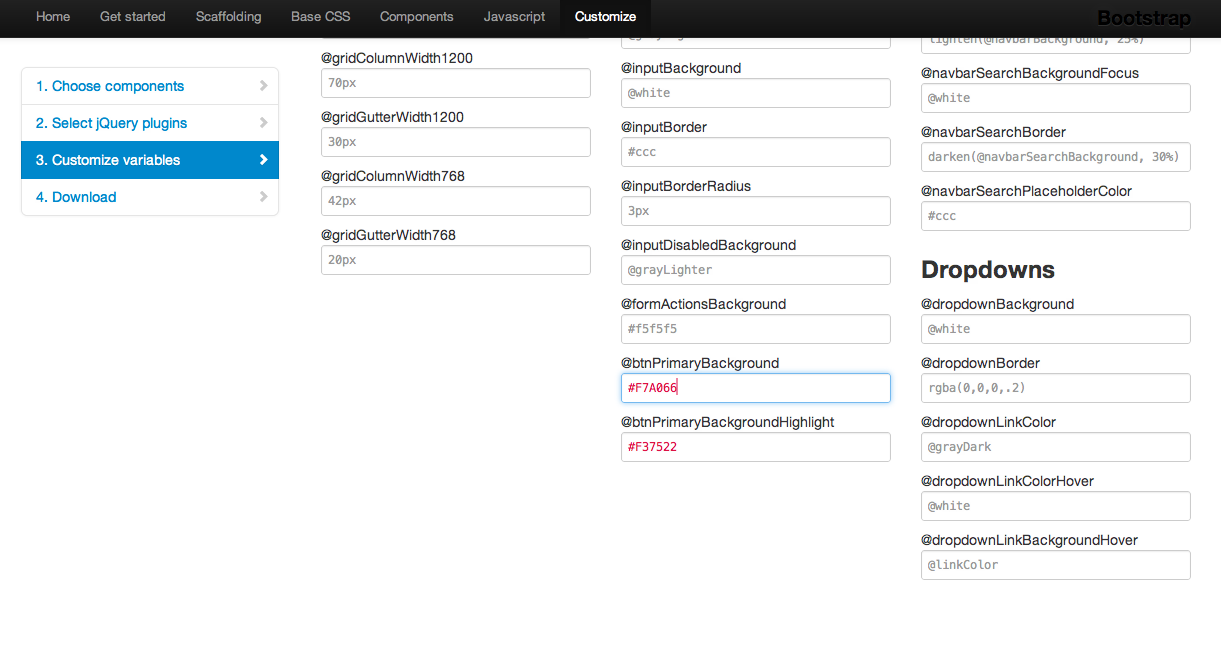 Home Get started Scaffolding Base CSS Components Javascript Customize Bootstrap
1. Choose components
2. Select jQuery plugins
3. Customize variables
4. Download
@gridColumnWidth1200
70px
@gridGutterWidth1200
30px
@gridColumnWidth768
42px
@gridGutterWidth768
20px
@inputBackground
@white
@inputBorder
#ccc
@inputBorderRadius
3px
@inputDisabledBackground
@grayLighter
@formActionsBackground
#f5f5f5
@btnPrimaryBackground
#F7A066
@btnPrimaryBackgroundHighlight
#F37522
lighten(@navbarBackground, 25%)
@navbarSearchBackgroundFocus
@white
@navbarSearchBorder
darken(@navbarSearchBackground, 30%)
@navbarSearchPlaceholderColor
#ccc
Dropdowns
@dropdownBackground
@white
@dropdownBorder
rgba(0,0,0,.2)
@dropdownLinkColor
@grayDark
@dropdownLinkColorHover
@white
@dropdownLinkBackgroundHover
@linkColor